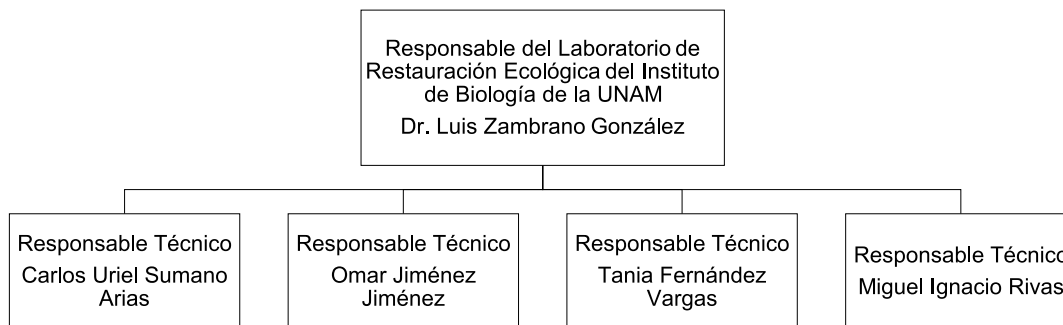 Responsable del Laboratorio de
Restauración Ecológica del Instituto
de Biología de la UNAM
Dr. Luis Zambrano González
Responsable Técnico
Carlos Uriel Sumano
Arias
Responsable Técnico
Omar Jiménez
Jiménez
Responsable Técnico
Tania Fernández
Vargas
Responsable Técnico
Miguel Ignacio Rivas